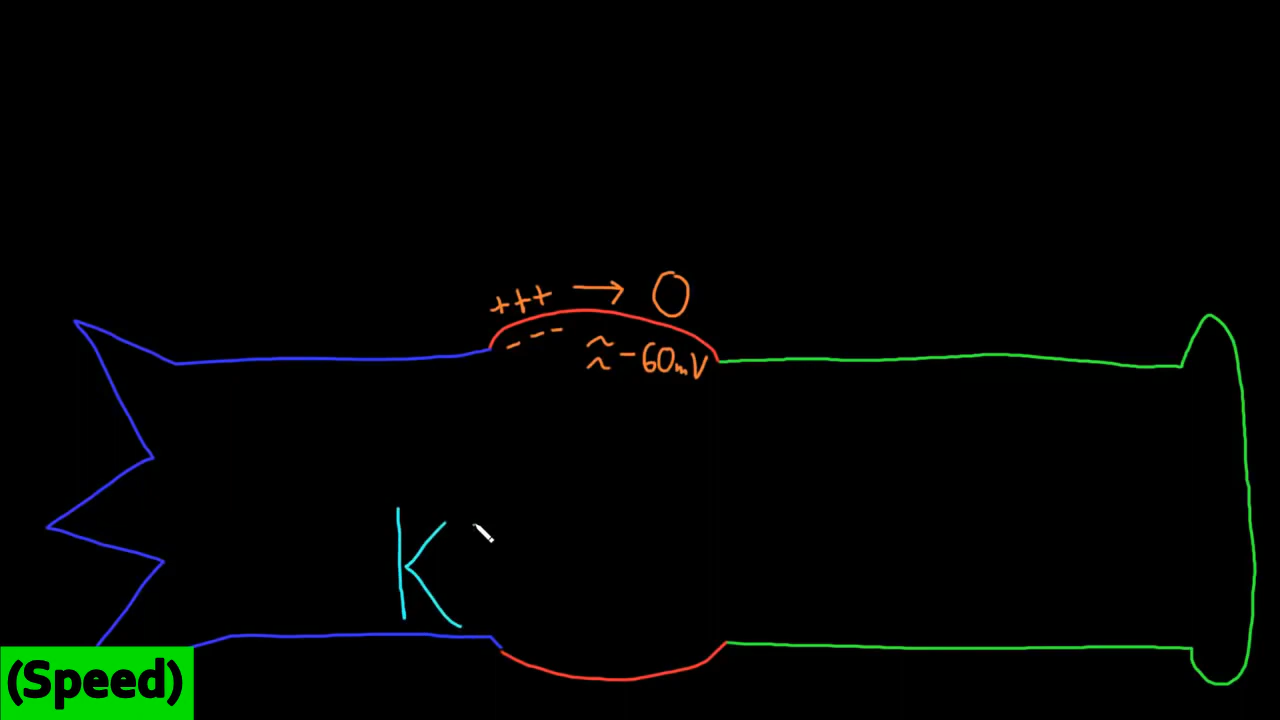 +++ → 0
--- ≈ -60mV
K
(Speed)